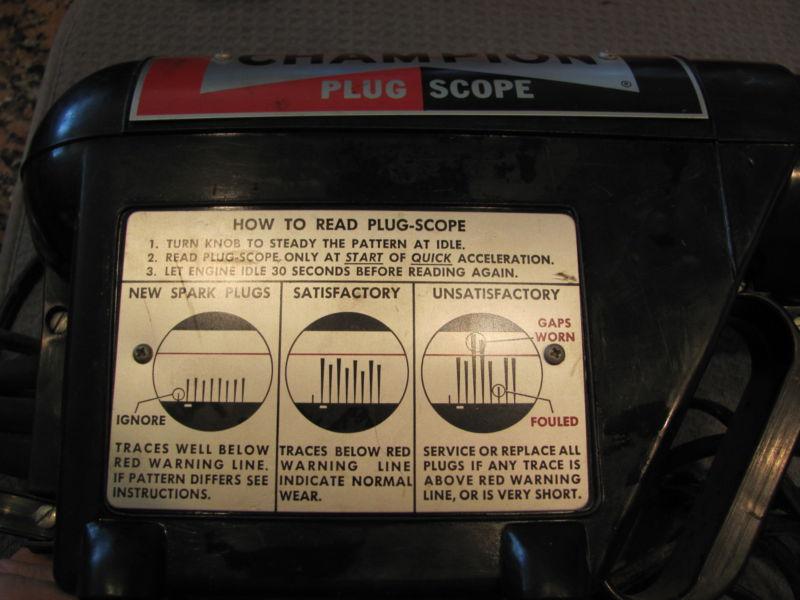 CHAMPION
PLUG SCOPE ®
HOW TO READ PLUG-SCOPE
1. TURN KNOB TO STEADY THE PATTERN AT IDLE.
2. READ PLUG-SCOPE ONLY AT START OF QUICK ACCELERATION.
3. LET ENGINE IDLE 30 SECONDS BEFORE READING AGAIN.
NEW SPARK PLUGS
IGNORE
TRACES WELL BELOW
RED WARNING LINE.
IF PATTERN DIFFERS SEE
INSTRUCTIONS.
SATISFACTORY
TRACES BELOW RED
WARNING LINE
INDICATE NORMAL
WEAR.
UNSATISFACTORY
GAPS
WORN
FOULED
SERVICE OR REPLACE ALL
PLUGS IF ANY TRACE IS
ABOVE RED WARNING
LINE, OR IS VERY SHORT.